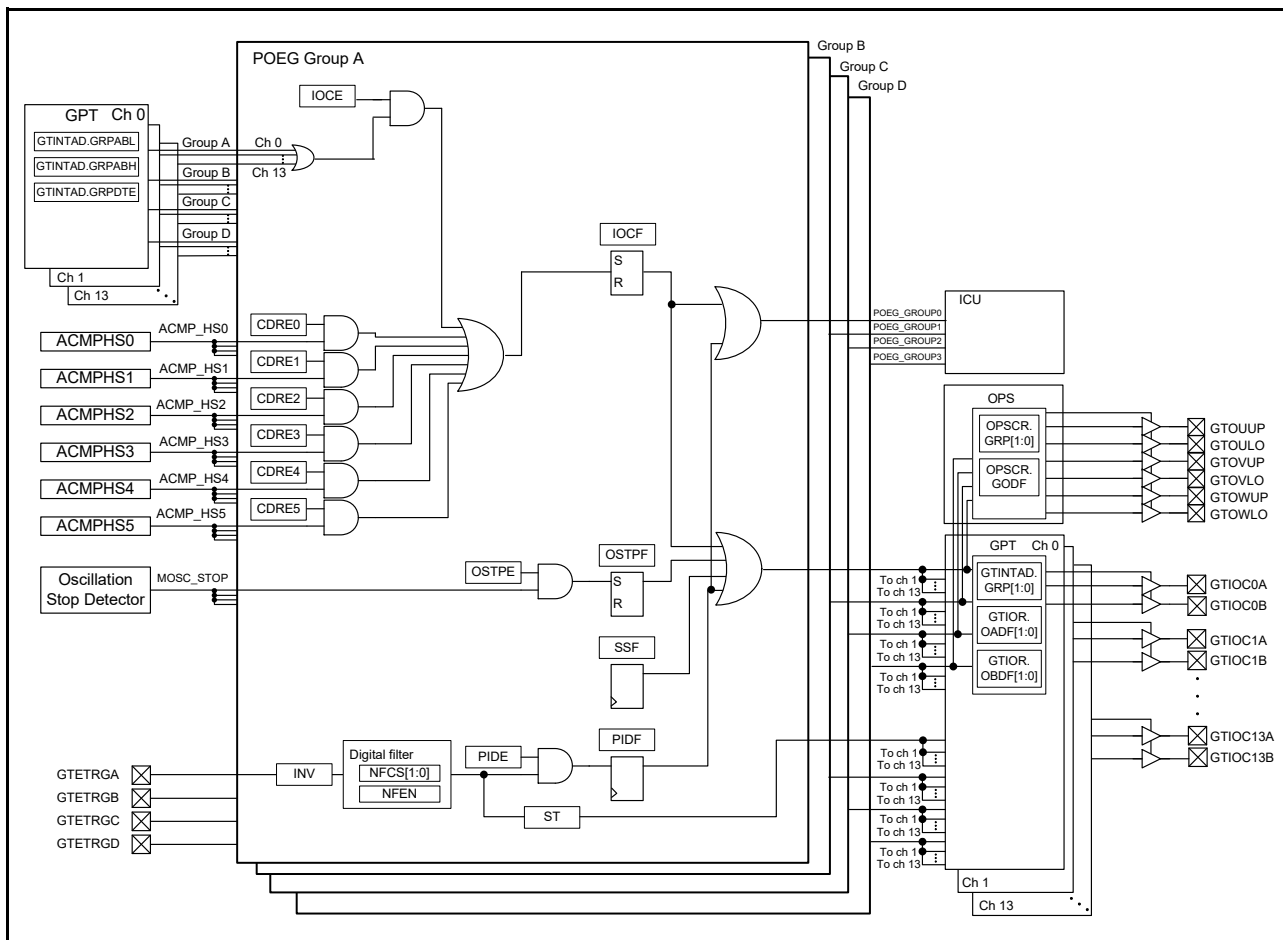 POEG Group A
Group B
Group C
Group D
GPT Ch 0
GTINTAD.GRPABL
GTINTAD.GRPABH
GTINTAD.GRPDTE
Ch 1
Ch 13
Group A
Group B
Group C
Group D
Ch 0
Ch 13
IOCE
ACMPHS0
ACMP_HS0
CDRE0
ACMPHS1
ACMP_HS1
CDRE1
ACMPHS2
ACMP_HS2
CDRE2
ACMPHS3
ACMP_HS3
CDRE3
ACMPHS4
ACMP_HS4
CDRE4
ACMPHS5
ACMP_HS5
CDRE5
IOCF
S
R
Oscillation
Stop Detector
MOSC_STOP
OSTPE
OSTPF
S
R
SSF
GTETRGA
GTETRGB
GTETRGC
GTETRGD
INV
Digital filter
NFCS[1:0]
NFEN
PIDE
PIDF
ST
POEG_GROUP0
POEG_GROUP1
POEG_GROUP2
POEG_GROUP3
ICU
OPS
OPSCR.
GRP[1:0]
OPSCR.
GODF
GTOUUP
GTOULO
GTOVUP
GTOVLO
GTOWUP
GTOWLO
GPT Ch 0
GTINTAD.
GRP[1:0]
GTIOR.
OADF[1:0]
GTIOR.
OBDF[1:0]
To ch 1
To ch 13
To ch 1
To ch 13
To ch 1
To ch 13
To ch 1
To ch 13
To ch 1
To ch 13
To ch 1
To ch 13
To ch 1
To ch 13
To ch 1
To ch 13
Ch 1
Ch 13
GTIOC0A
GTIOC0B
GTIOC1A
GTIOC1B
GTIOC13A
GTIOC13B